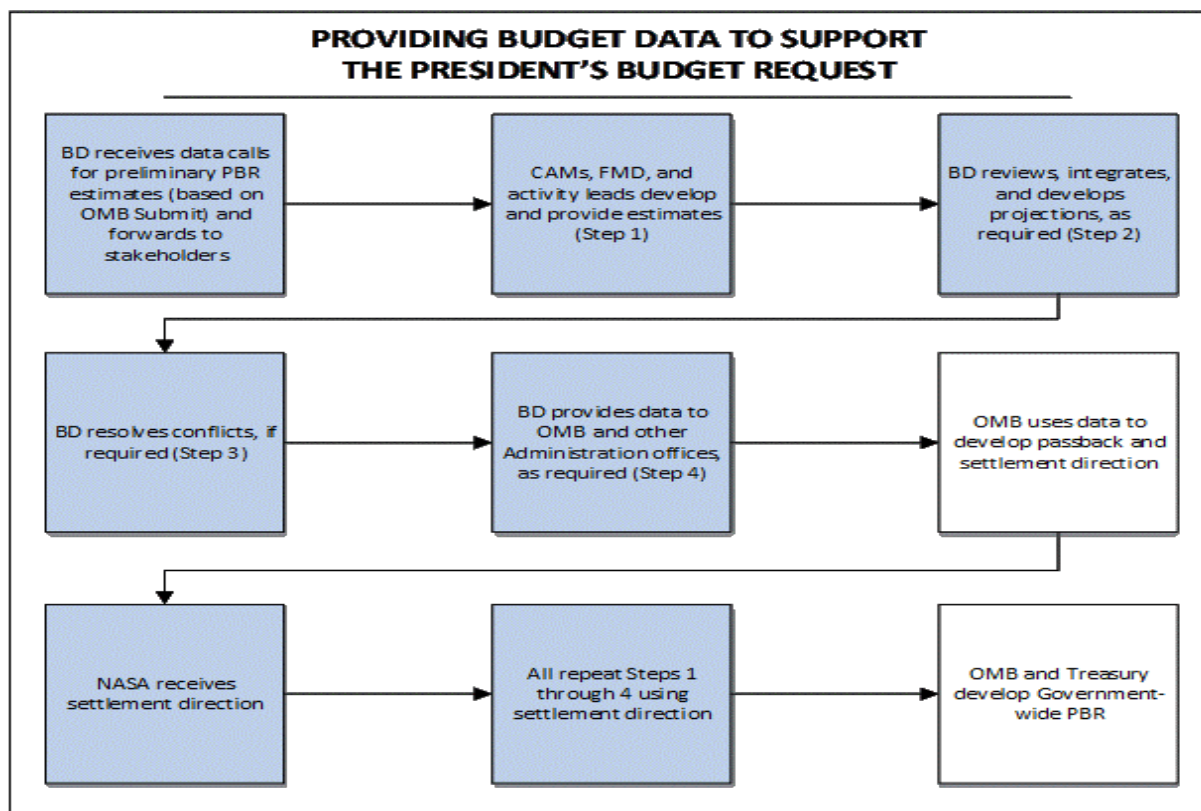 PROVIDING BUDGET DATA TO SUPPORT
THE PRESIDENT'S BUDGET REQUEST
BD receives data calls
for preliminary PBR
estimates (based on
OMB Submit) and
forwards to
stakeholders
CAMs, FMD, and
activity leads develop
and provide estimates
(Step 1)
BD reviews, integrates,
and develops
projections, as
required (Step 2)
BD resolves conflicts, if
required (Step 3)
BD provides data to
OMB and other
Administration offices,
as required (Step 4)
OMB uses data to
develop passback and
settlement direction
NASA receives
settlement direction
All repeat Steps 1
through 4 using
settlement direction
OMB and Treasury
develop Government-
wide PBR